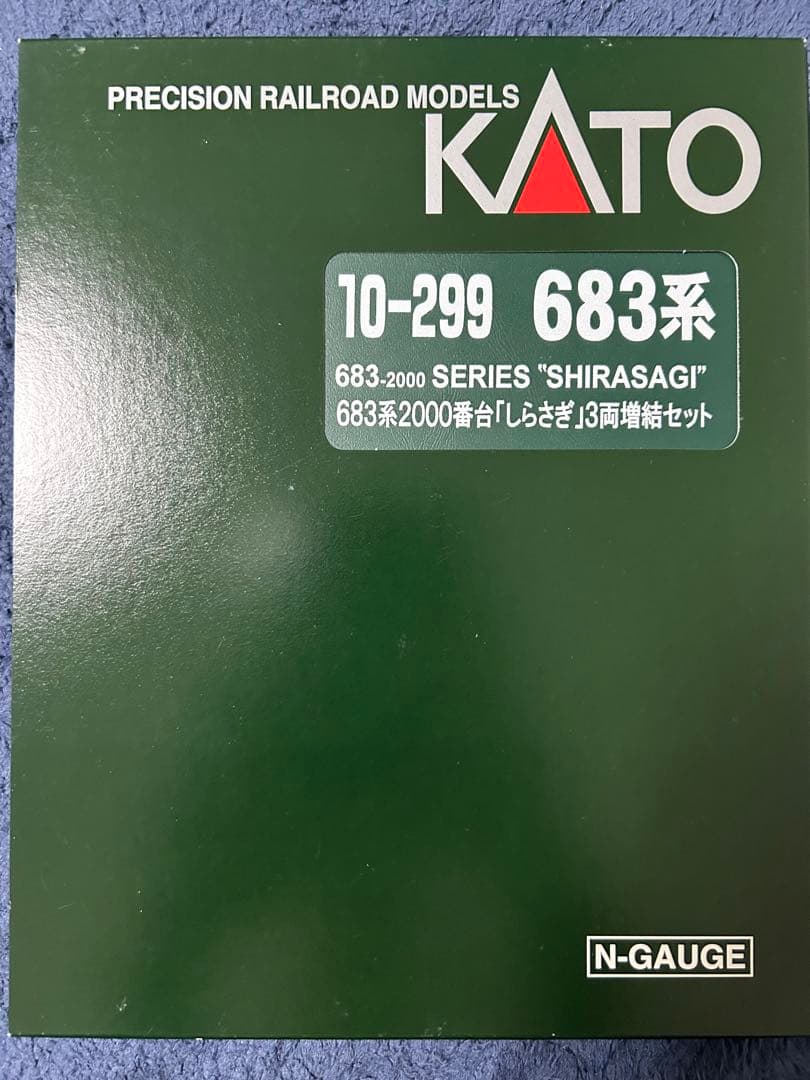 PRECISION RAILROAD MODELS
KATO
10-299 683系
683-2000 SERIES "SHIRASAGI"
683系2000番台「しらさぎ」3両増結セット
N-GAUGE